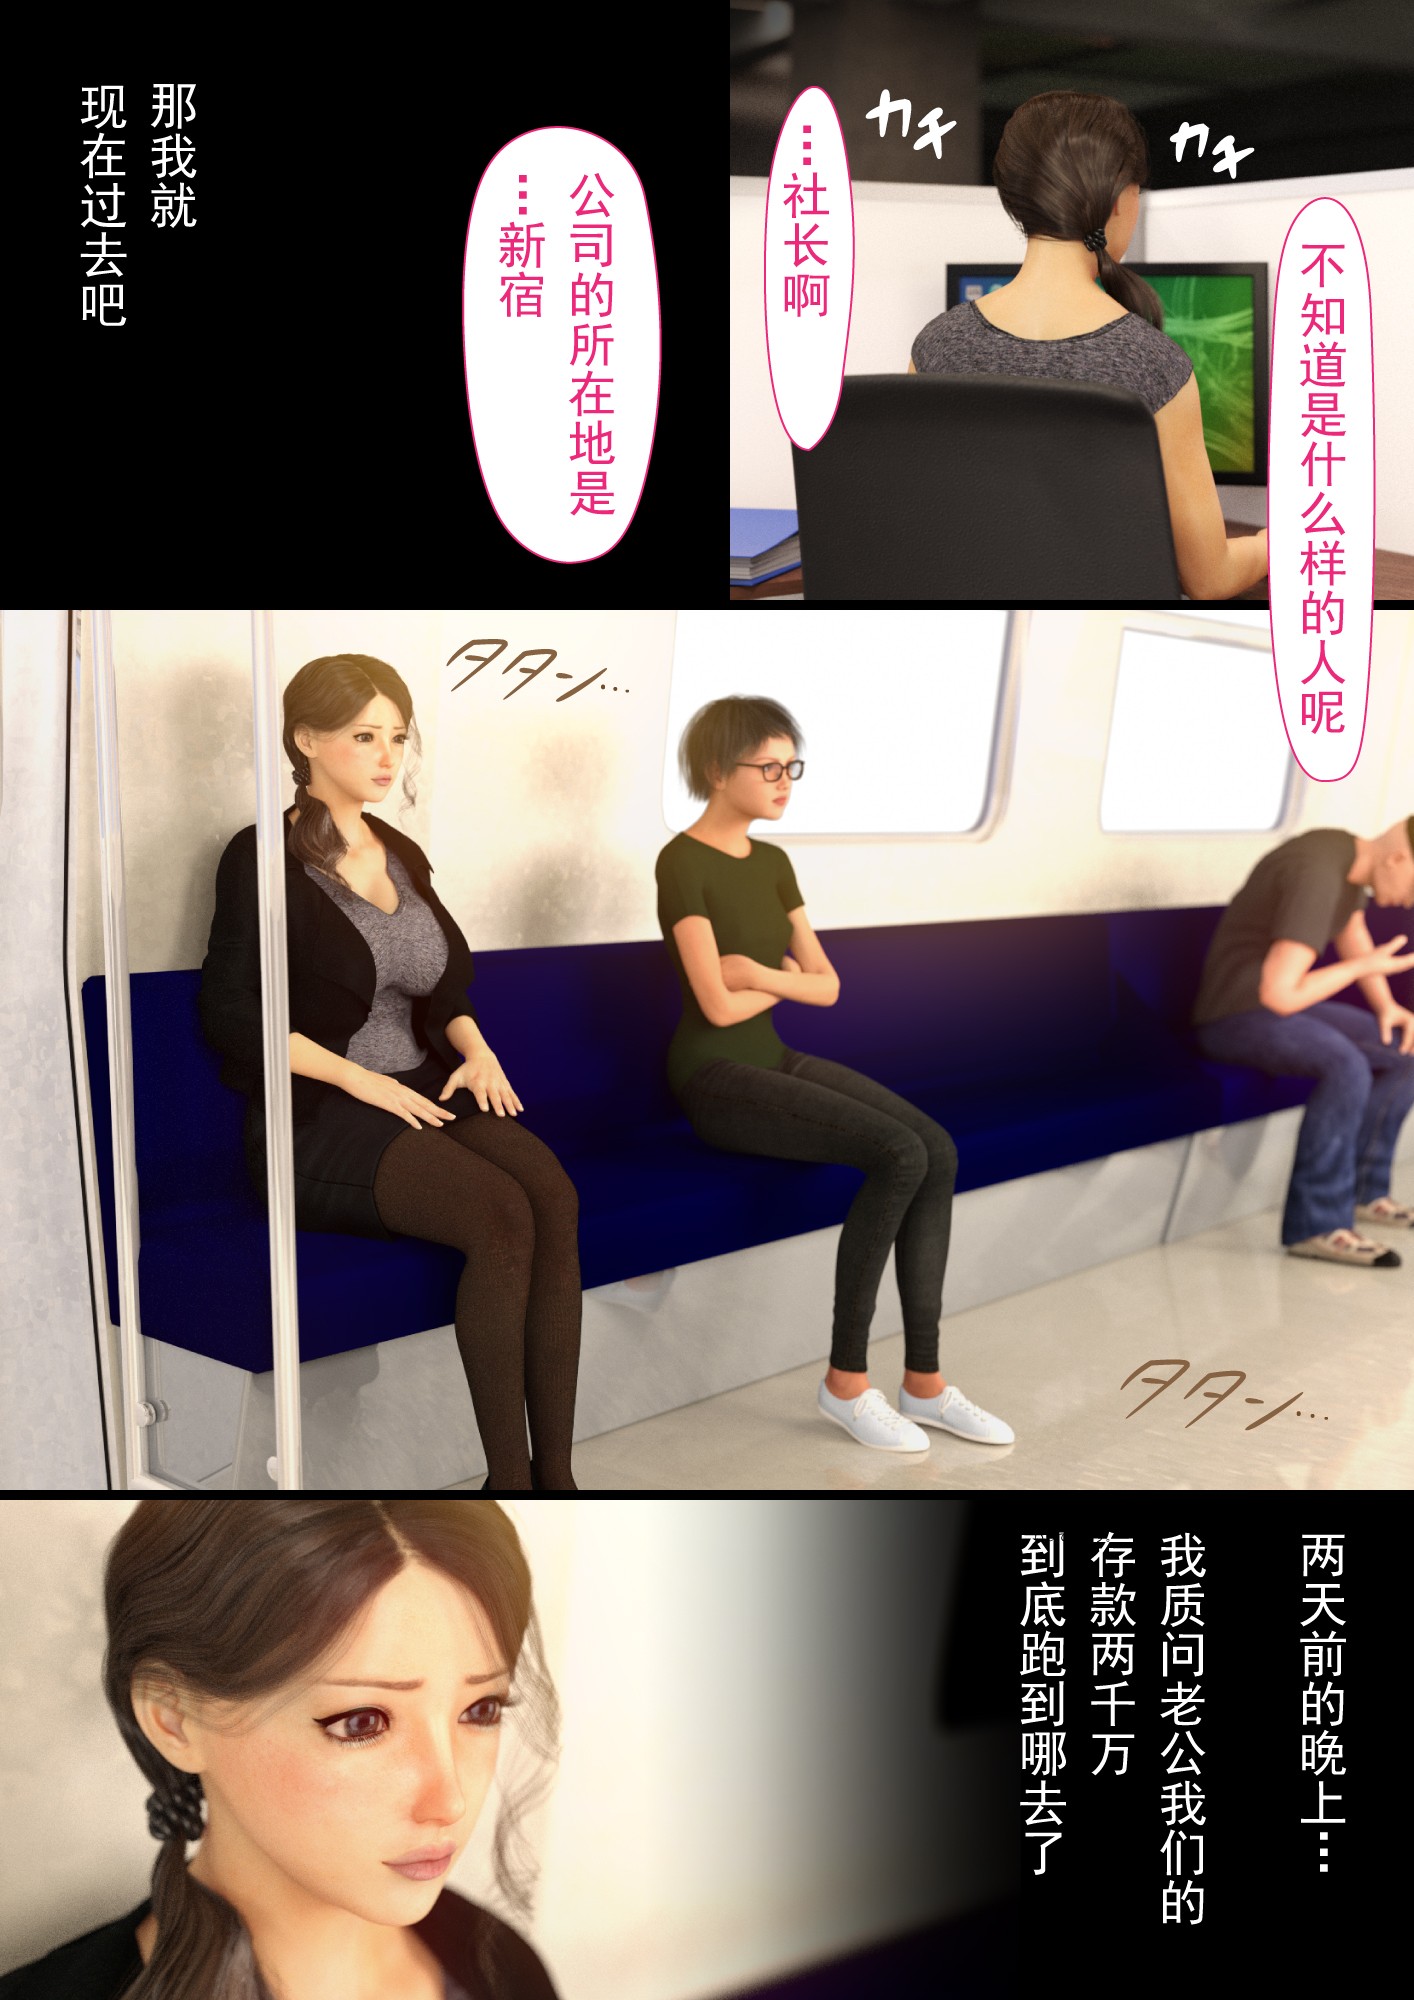 不知道是什么样的人呢
カチ
カチ
…社长啊
公司的所在地是
…新宿
那我就
现在过去吧
タタン…
タタン…
两天前的晚上…
我质问老公我们的
存款两千万
到底跑到哪去了